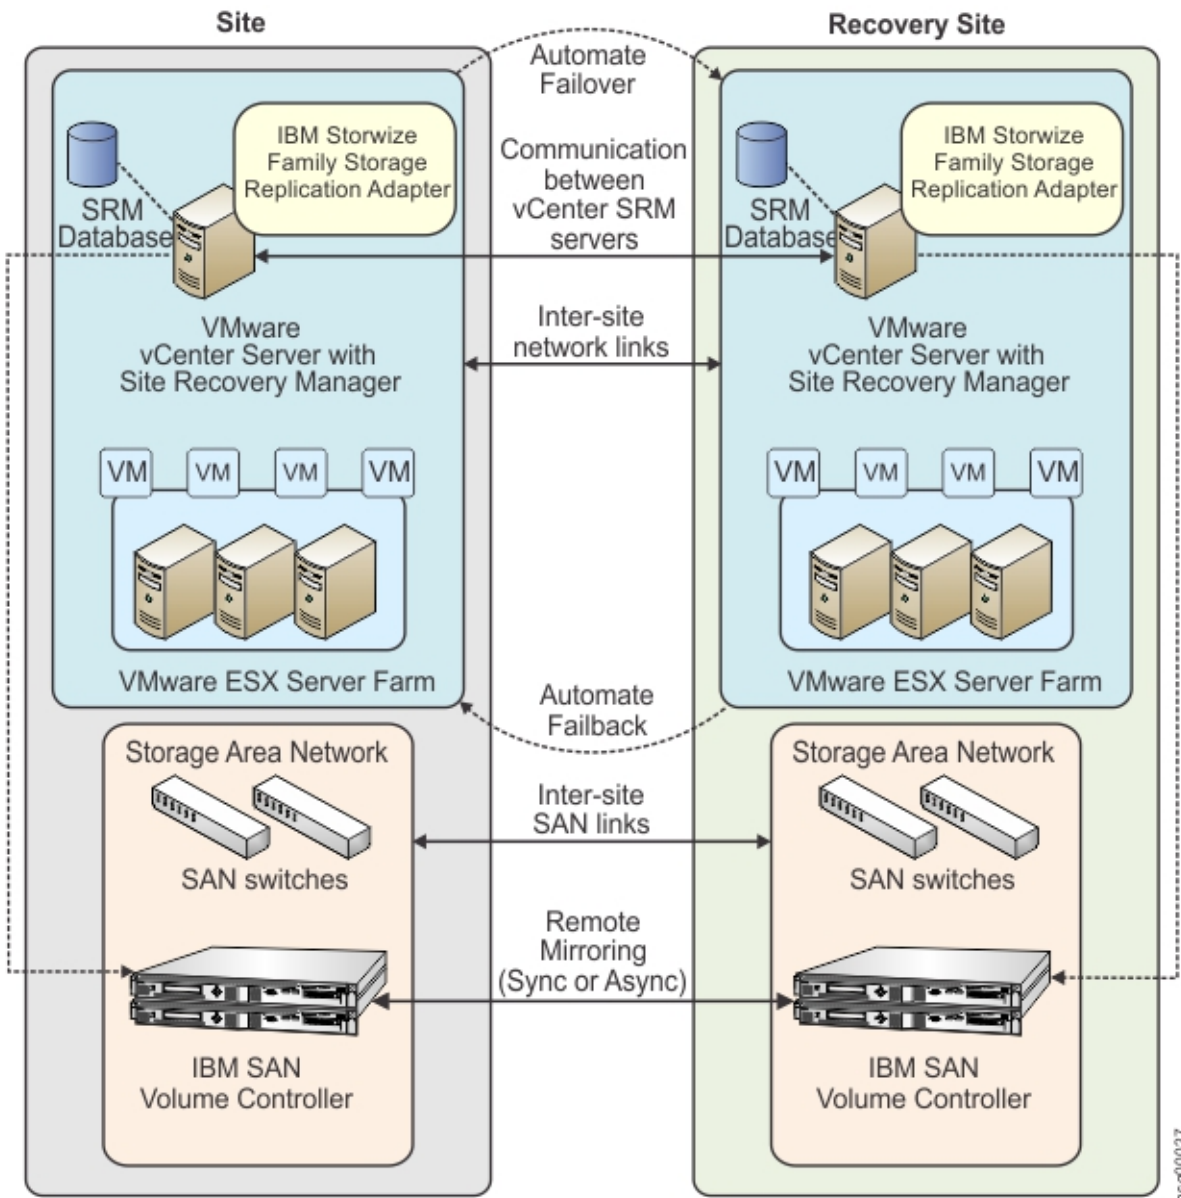 Site
Recovery Site
Automate
Failover
IBM Storwize
Family Storage
Replication Adapter
SRM
Database
Communication
between
vCenter SRM
servers
IBM Storwize
Family Storage
Replication Adapter
SRM
Database
VMware
vCenter Server with
Site Recovery Manager
Inter-site
network links
VMware
vCenter Server with
Site Recovery Manager
VM
VM
VM
VM
VM
VM
VM
VM
VMware ESX Server Farm
Automate
Failback
VMware ESX Server Farm
Storage Area Network
SAN switches
Inter-site
SAN links
Storage Area Network
SAN switches
Remote
Mirroring
(Sync or Async)
IBM SAN
Volume Controller
IBM SAN
Volume Controller